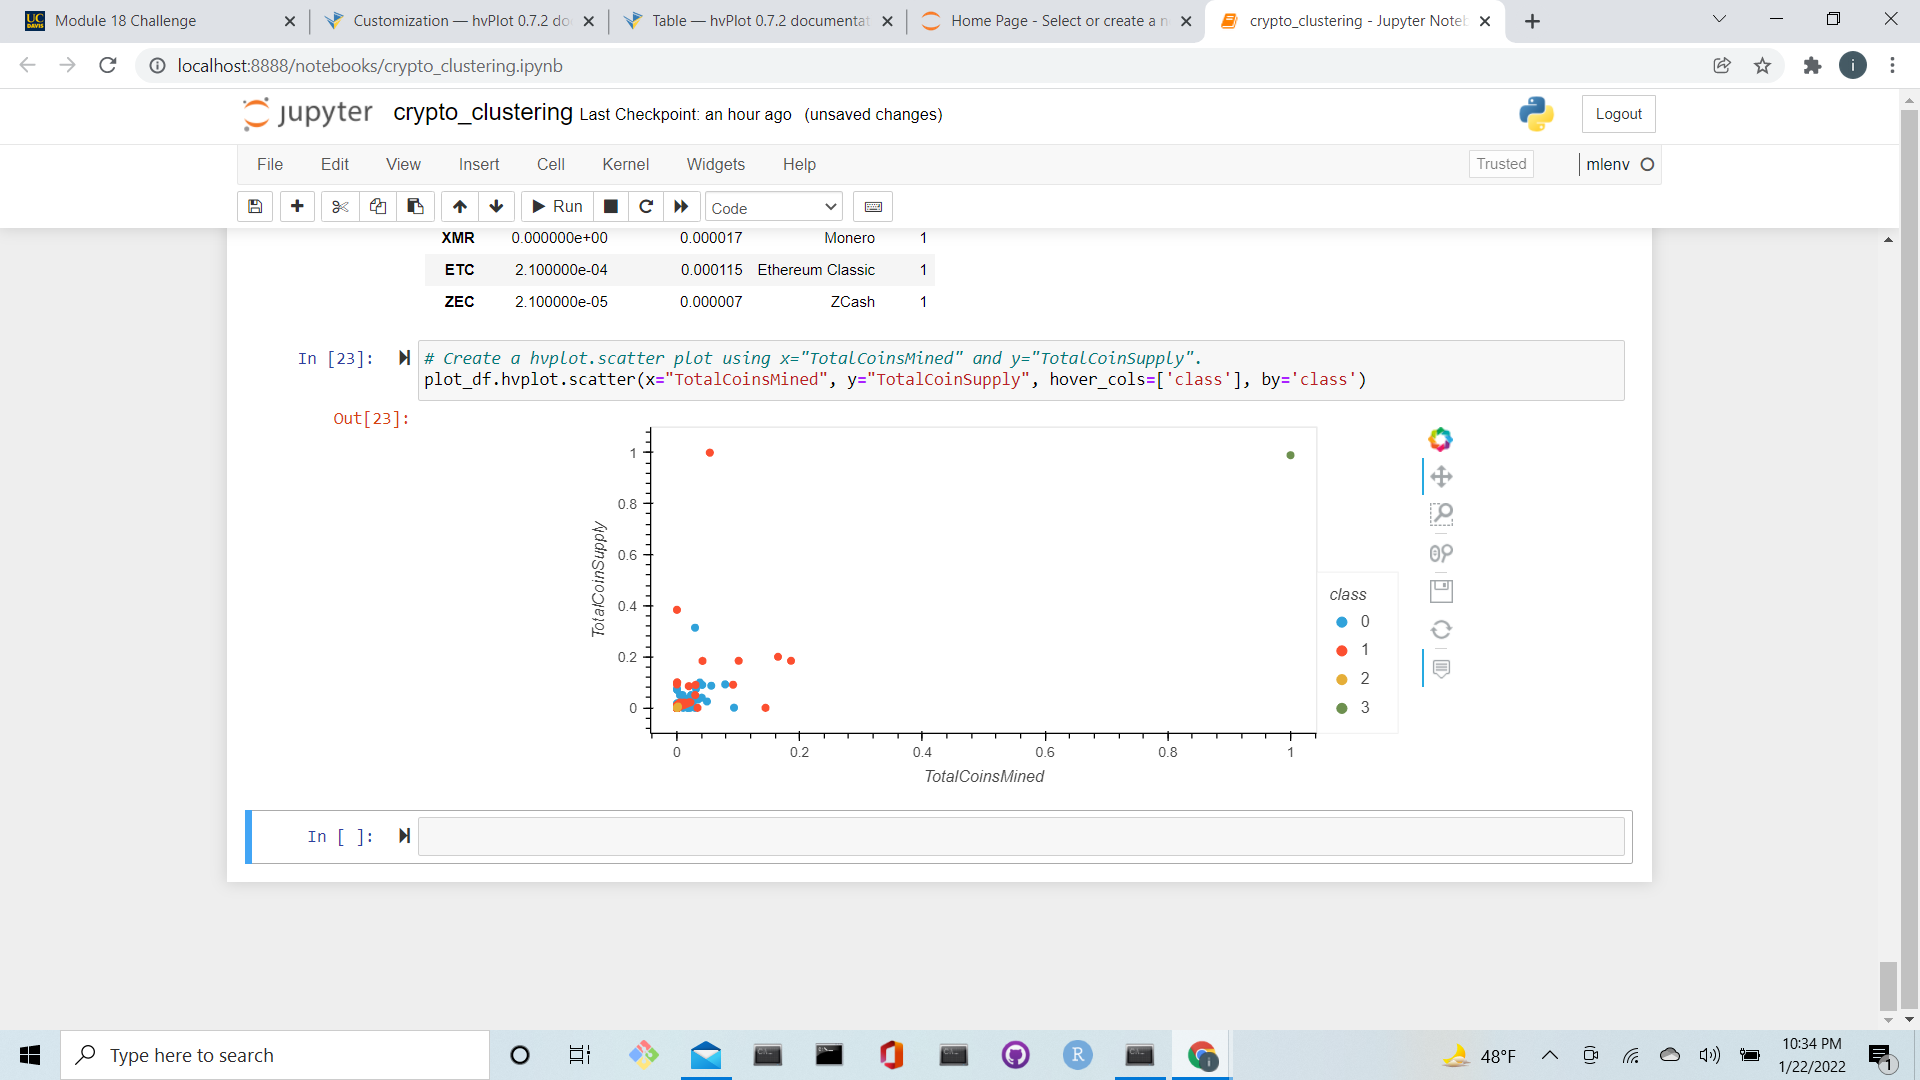 Module 18 Challenge
Customization — hvPlot 0.7.2 do
Table — hvPlot 0.7.2 documentat
Home Page - Select or create a n
crypto_clustering - Jupyter Noteb
localhost:8888/notebooks/crypto_clustering.ipynb
i
jupyter crypto_clustering Last Checkpoint: an hour ago (unsaved changes)
Logout
File Edit View Insert Cell Kernel Widgets Help
Trusted
mlenv
Run
Code
XMR 0.000000e+00 0.000017 Monero 1
ETC 2.100000e-04 0.000115 Ethereum Classic 1
ZEC 2.100000e-05 0.000007 ZCash 1
In [23]:
# Create a hvplot.scatter plot using x="TotalCoinsMined" and y="TotalCoinSupply".
plot_df.hvplot.scatter(x="TotalCoinsMined", y="TotalCoinSupply", hover_cols=['class'], by='class')
Out[23]:
1
0.8
0.6
0.4
0.2
0
TotalCoinSupply
0 0.2 0.4 0.6 0.8 1
TotalCoinsMined
class
0
1
2
3
In [ ]:
Type here to search
R
48°F
10:34 PM
1/22/2022
1